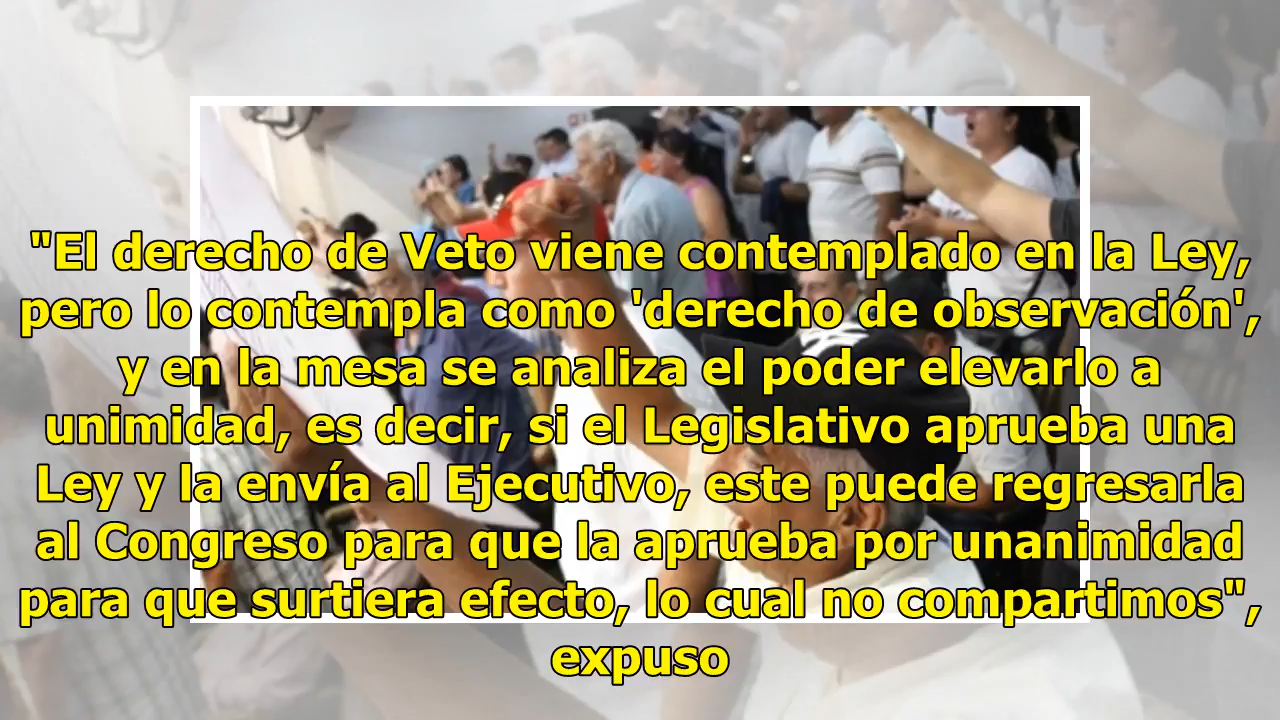 "El derecho de Veto viene contemplado en la Ley,
pero lo contempla como 'derecho de observación',
y en la mesa se analiza el poder elevarlo a
unimidad, es decir, si el Legislativo aprueba una
Ley y la envía al Ejecutivo, este puede regresarla
al Congreso para que la aprueba por unanimidad
para que surtiera efecto, lo cual no compartimos",
expuso